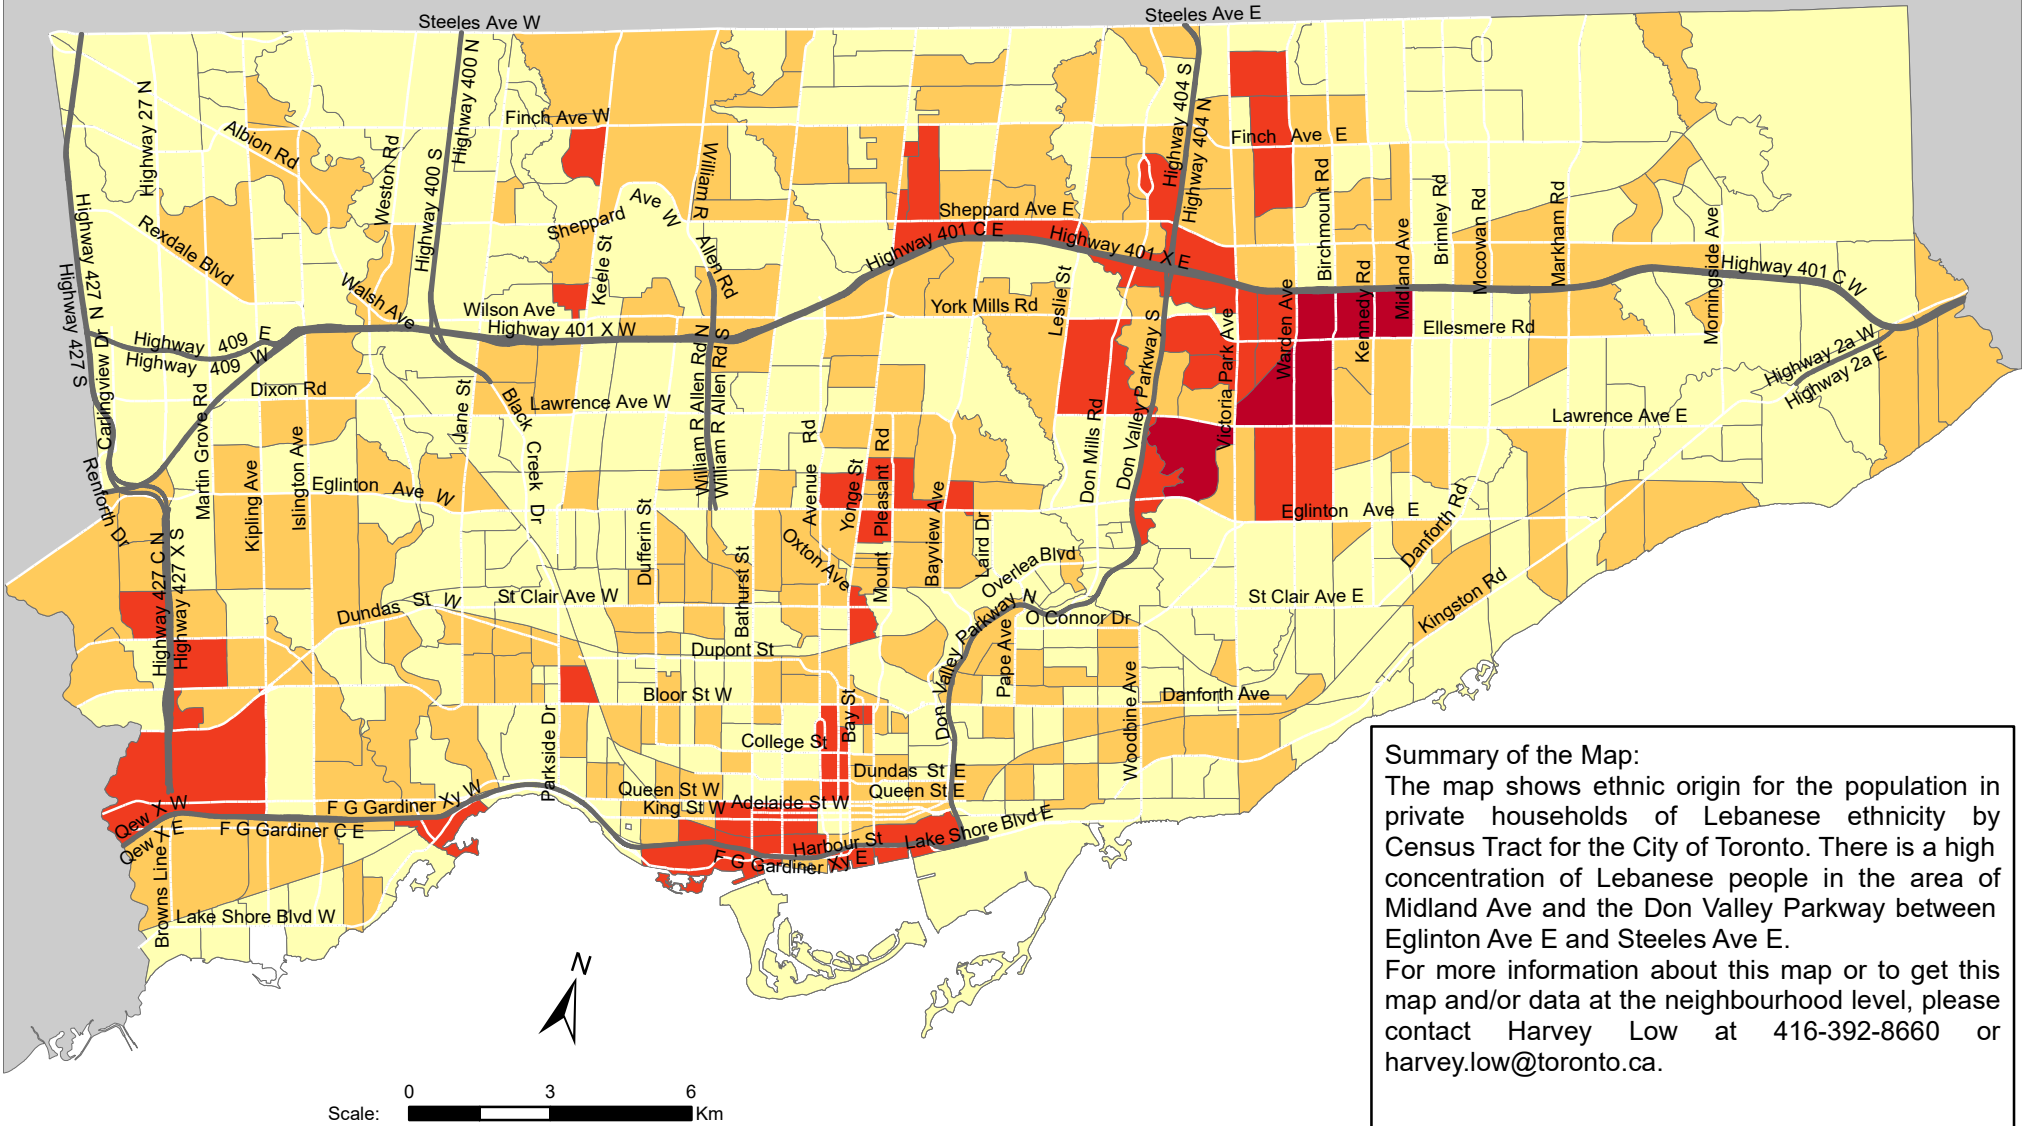 Steeles Ave W
Steeles Ave E
Highway 27 N
Highway 400 N
Highway 404 S
Highway 404 N
Finch Ave W
Finch Ave E
Albion Rd
Weston Rd
Highway 400 S
William R
Allen Rd
Birchmount Rd
Brimley Rd
Mccowan Rd
Markham Rd
Morningside Ave
Midland Ave
Kennedy Rd
Sheppard Ave W
Sheppard Ave E
Keele St
Rexdale Blvd
Highway 427 N
Highway 427 S
Walsh Ave
Wilson Ave
Highway 401 C E
Highway 401 X E
Highway 401 C W
Highway 401 X W
York Mills Rd
Leslie St
Ellesmere Rd
Highway 409 E
Highway 409 W
Carlingview Dr
Warden Ave
Victoria Park Ave
Highway 2a W
Highway 2a E
Dixon Rd
Martin Grove Rd
Jane St
Black Creek Dr
Lawrence Ave W
Lawrence Ave E
William R Allen Rd N
William R Allen Rd S
Don Valley Parkway S
Don Mills Rd
Renforth Dr
Kipling Ave
Islington Ave
Eglinton Ave W
Eglinton Ave E
Avenue Rd
Yonge St
Mount Pleasant Rd
Bayview Ave
Laird Dr
Dufferin St
Bathurst St
Oxton Ave
Overlea Blvd
Danforth Rd
Kingston Rd
Highway 427 C N
Highway 427 X S
Dundas St W
St Clair Ave W
St Clair Ave E
O Connor Dr
Don Valley Parkway N
Pape Ave
Dupont St
Bloor St W
Danforth Ave
Woodbine Ave
Parkside Dr
Bay St
College St
Dundas St E
Queen St W
Queen St E
King St W
Adelaide St W
Harbour St
Lake Shore Blvd E
F G Gardiner Xy W
F G Gardiner C E
F G Gardiner Xy E
Qew X W
Qew X E
Browns Line
Lake Shore Blvd W
N
0 3 6
Scale: Km
Summary of the Map:
The map shows ethnic origin for the population in
private households of Lebanese ethnicity by
Census Tract for the City of Toronto. There is a high
concentration of Lebanese people in the area of
Midland Ave and the Don Valley Parkway between
Eglinton Ave E and Steeles Ave E.
For more information about this map or to get this
map and/or data at the neighbourhood level, please
contact Harvey Low at 416-392-8660 or
harvey.low@toronto.ca.